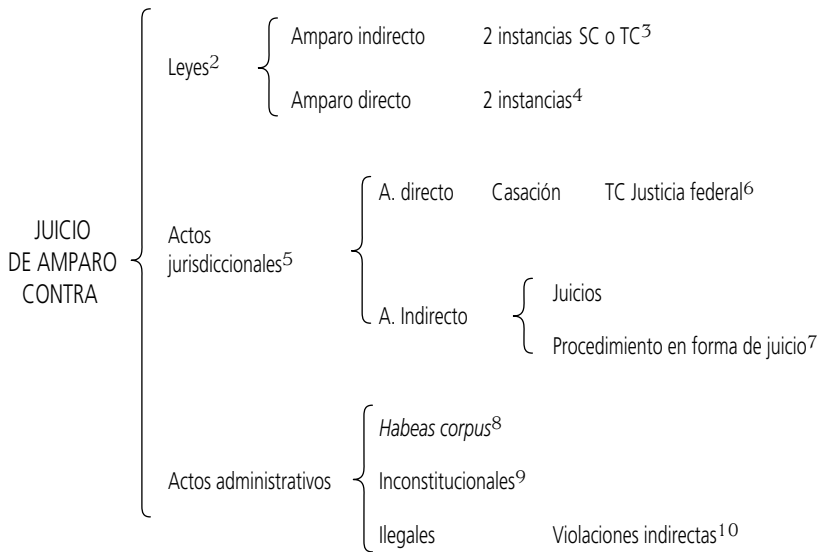 JUICIO
DE AMPARO
CONTRA
Leyes2
Amparo indirecto 2 instancias SC o TC3
Amparo directo 2 instancias4
Actos
jurisdiccionales5
A. directo Casación TC Justicia federal6
A. Indirecto
Juicios
Procedimiento en forma de juicio7
Actos administrativos
Habeas corpus8
Inconstitucionales9
Ilegales Violaciones indirectas10